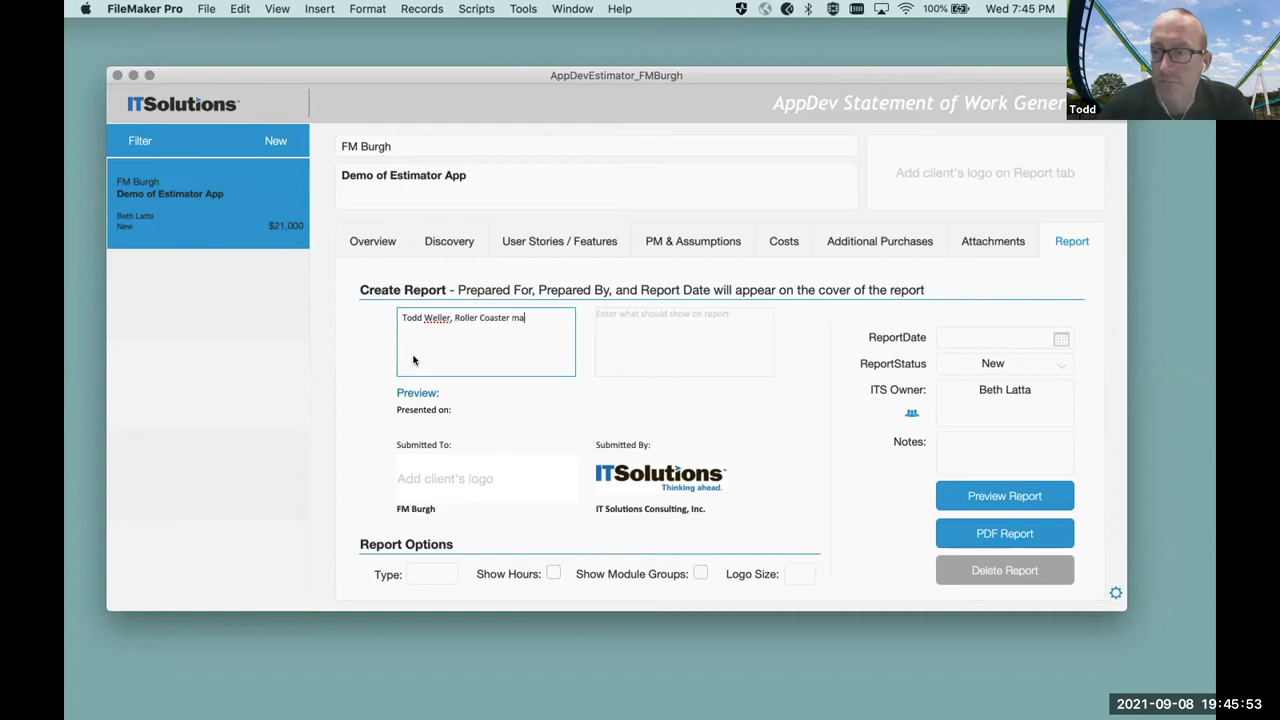 FileMaker Pro File Edit View Insert Format Records Scripts Tools Window Help 100% Wed 7:45 PM
Todd
AppDevEstimator_FMBurgh
ITSolutions
AppDev Statement of Work Gener
Filter New
FM Burgh
Demo of Estimator App
Beth Latta
New $21,000
FM Burgh
Demo of Estimator App
Add client's logo on Report tab
Overview Discovery User Stories / Features PM & Assumptions Costs Additional Purchases Attachments Report
Create Report - Prepared For, Prepared By, and Report Date will appear on the cover of the report
Todd Weller, Roller Coaster ma
Enter what should show on report
Preview:
Presented on:
Submitted To:
Add client's logo
FM Burgh
Submitted By:
ITSolutions
Thinking ahead.
IT Solutions Consulting, Inc.
Report Options
Type: Show Hours: Show Module Groups: Logo Size:
ReportDate
ReportStatus New
ITS Owner: Beth Latta
Notes:
Preview Report
PDF Report
Delete Report
2021-09-08 19:45:53